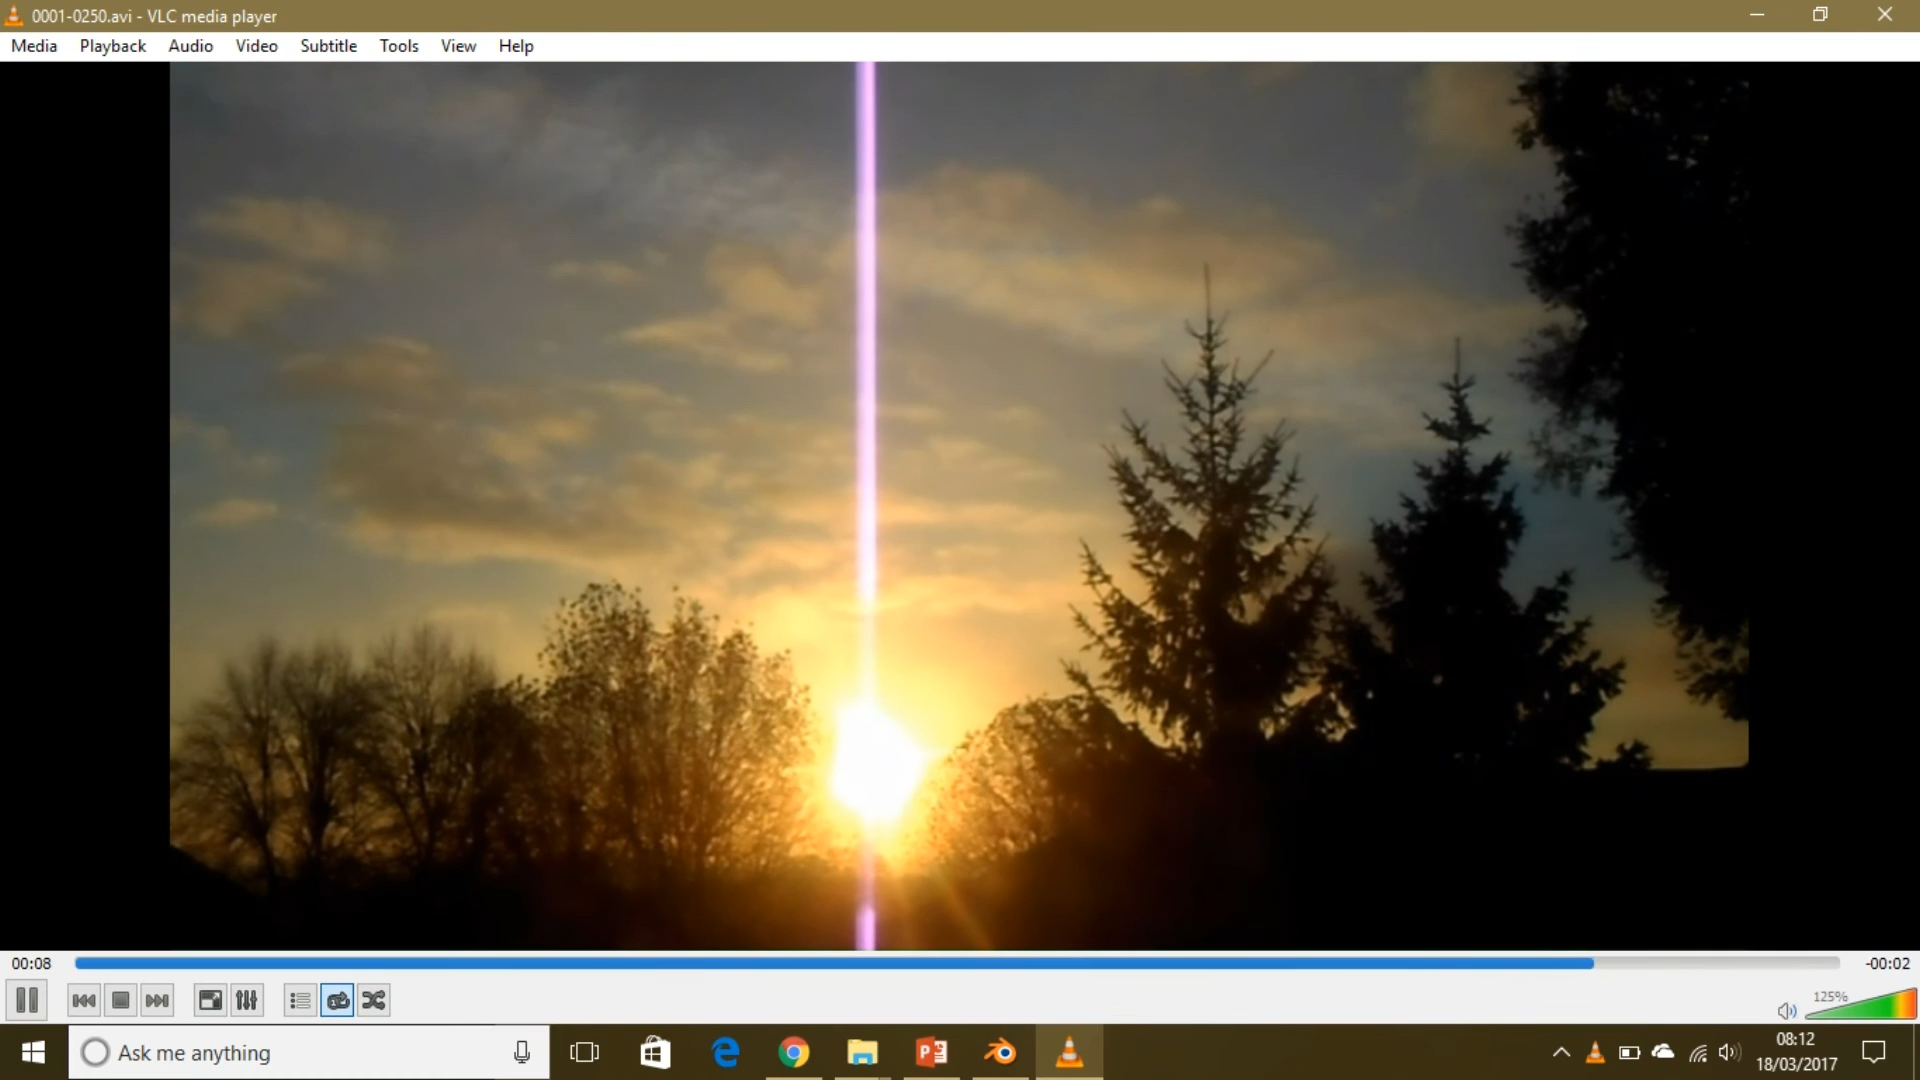 0001-0250.avi - VLC media player
Media Playback Audio Video Subtitle Tools View Help
00:08
-00:02
125%
Ask me anything
08:12
18/03/2017